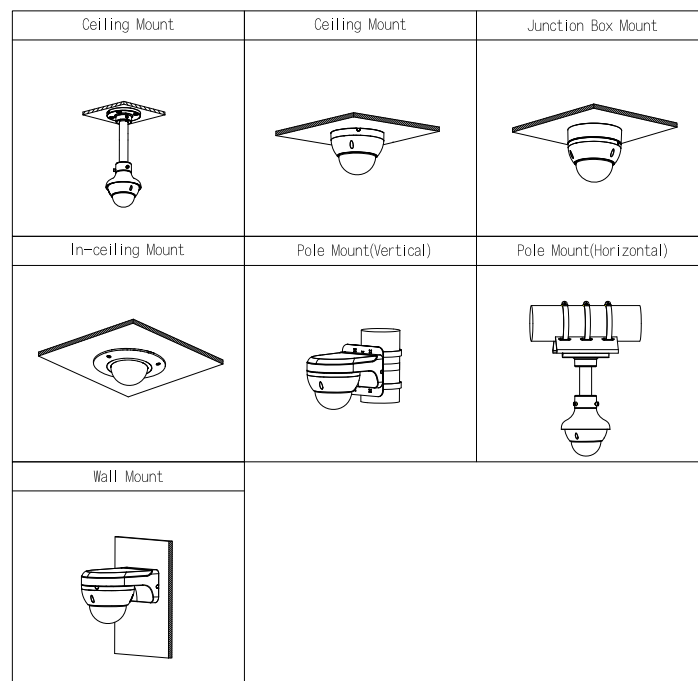 Ceiling Mount
Ceiling Mount
Junction Box Mount
In-ceiling Mount
Pole Mount(Vertical)
Pole Mount(Horizontal)
Wall Mount